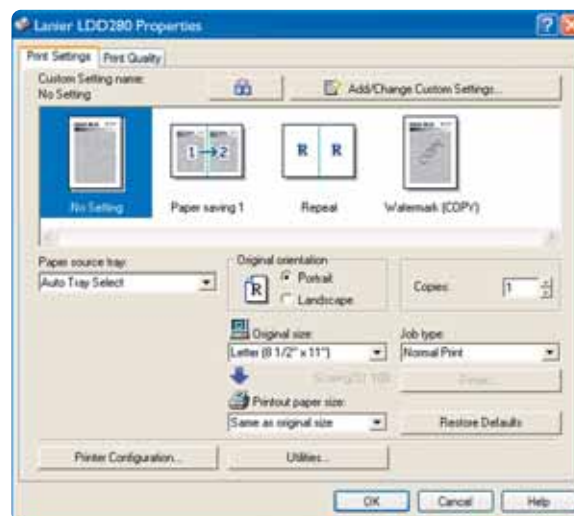 Lanier LDD280 Properties
Print Settings Print Quality
Custom Setting name:
No Setting
Add/Change Custom Settings...
1 2
R R
No Setting Paper saving 1 Repeat Watermark (COPY)
Paper source tray:
Auto Tray Select
Original orientation
R
Portrait
Landscape
Copies:
1
Original size:
Letter (8 1/2" x 11")
Job type:
Normal Print
Printout paper size:
Same as original size
Restore Defaults
Printer Configuration...
Utilities...
OK Cancel Help